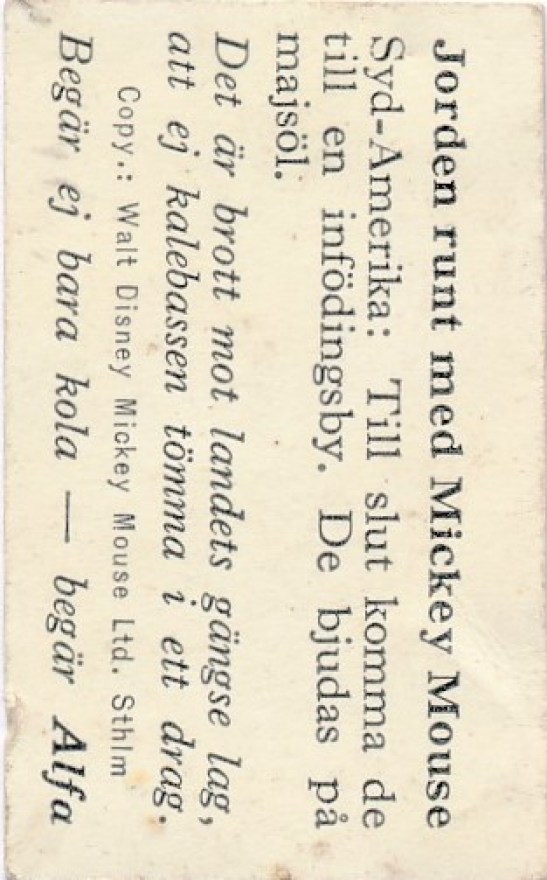 Jorden runt med Mickey Mouse
Syd-Amerika: Till slut komma de
till en infödingsby. De bjudas på
majsöl.
Det är brott mot landets gängse lag,
att ej kalebassen tömma i ett drag.
Copy.: Walt Disney Mickey Mouse Ltd. Sthlm
Begär ej bara kola — begär Alfa